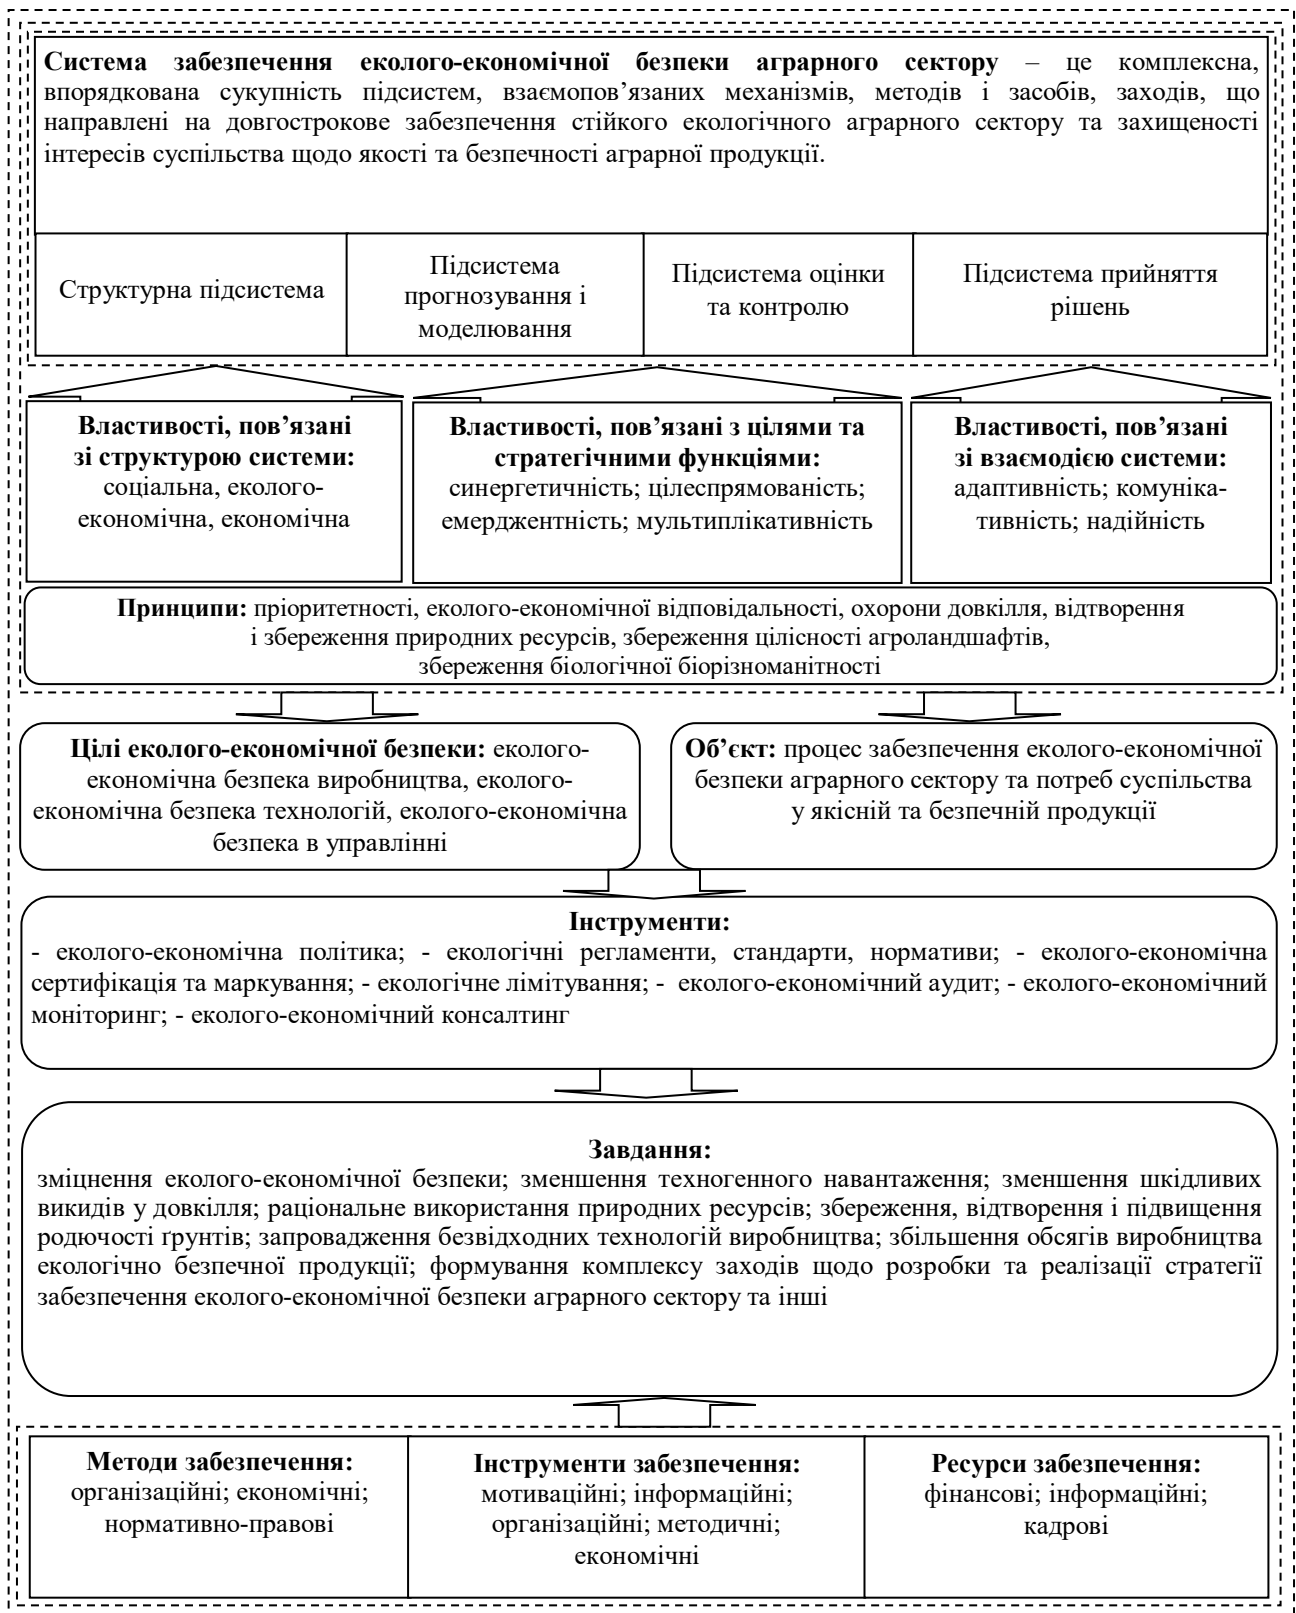 Система забезпечення еколого-економічної безпеки аграрного сектору – це комплексна,
впорядкована сукупність підсистем, взаємопов’язаних механізмів, методів і засобів, заходів, що
направлені на довгострокове забезпечення стійкого екологічного аграрного сектору та захищеності
інтересів суспільства щодо якості та безпечності аграрної продукції.
Структурна підсистема
Підсистема
прогнозування і
моделювання
Підсистема оцінки
та контролю
Підсистема прийняття
рішень
Властивості, пов’язані
зі структурою системи:
соціальна, еколого-
економічна, економічна
Властивості, пов’язані з цілями та
стратегічними функціями:
синергетичність; цілеспрямованість;
емерджентність; мультиплікативність
Властивості, пов’язані
зі взаємодією системи:
адаптивність; комуніка-
тивність; надійність
Принципи: пріоритетності, еколого-економічної відповідальності, охорони довкілля, відтворення
і збереження природних ресурсів, збереження цілісності агроландшафтів,
збереження біологічної біорізноманітності
Цілі еколого-економічної безпеки: еколого-
економічна безпека виробництва, еколого-
економічна безпека технологій, еколого-економічна
безпека в управлінні
Об’єкт: процес забезпечення еколого-економічної
безпеки аграрного сектору та потреб суспільства
у якісній та безпечній продукції
Інструменти:
- еколого-економічна політика; - екологічні регламенти, стандарти, нормативи; - еколого-економічна
сертифікація та маркування; - екологічне лімітування; - еколого-економічний аудит; - еколого-економічний
моніторинг; - еколого-економічний консалтинг
Завдання:
зміцнення еколого-економічної безпеки; зменшення техногенного навантаження; зменшення шкідливих
викидів у довкілля; раціональне використання природних ресурсів; збереження, відтворення і підвищення
родючості ґрунтів; запровадження безвідходних технологій виробництва; збільшення обсягів виробництва
екологічно безпечної продукції; формування комплексу заходів щодо розробки та реалізації стратегії
забезпечення еколого-економічної безпеки аграрного сектору та інші
Методи забезпечення:
організаційні; економічні;
нормативно-правові
Інструменти забезпечення:
мотиваційні; інформаційні;
організаційні; методичні;
економічні
Ресурси забезпечення:
фінансові; інформаційні;
кадрові